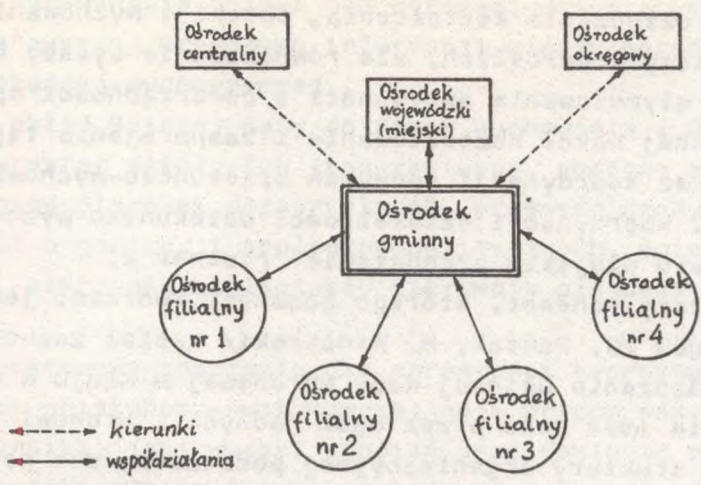 Ośrodek
centralny
Ośrodek
okręgowy
Ośrodek
wojewódzki
(miejski)
Ośrodek
gminny
Ośrodek
filialny
nr 1
Ośrodek
filialny
nr 2
Ośrodek
filialny
nr 3
Ośrodek
filialny
nr 4
kierunki
współdziałania